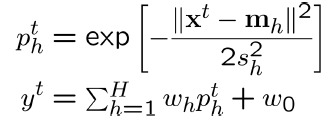 p_h^t = exp[−‖x^t − m_h‖² / 2s_h²]
y^t = ∑_{h=1}^H w_h p_h^t + w_0